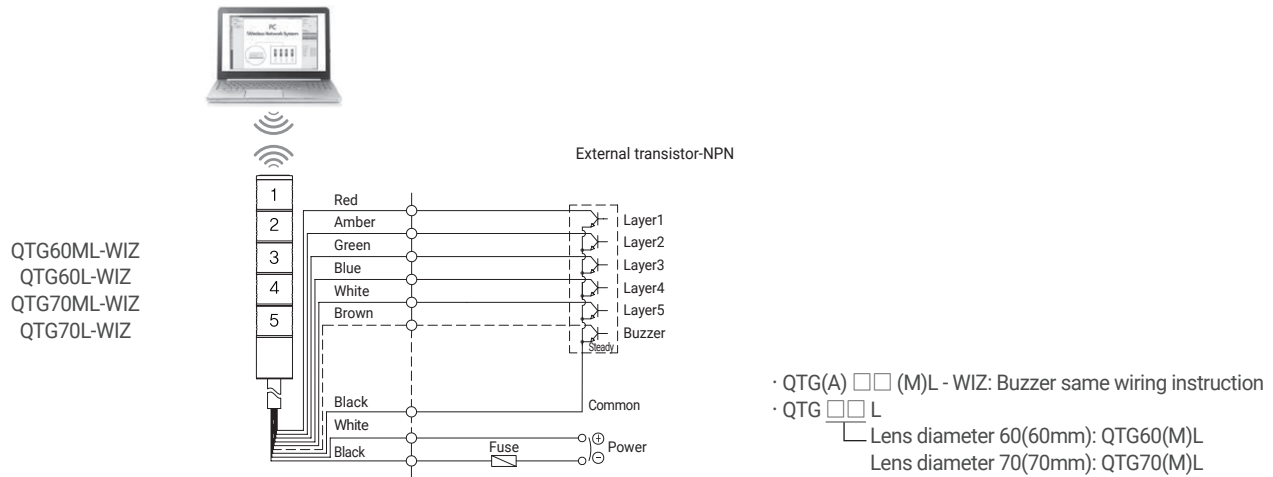 PC
Wireless Network System
External transistor-NPN
QTG60ML-WIZ
QTG60L-WIZ
QTG70ML-WIZ
QTG70L-WIZ
1
2
3
4
5
Red
Amber
Green
Blue
White
Brown
Layer1
Layer2
Layer3
Layer4
Layer5
Buzzer
Steady
Black
Common
White
Black
Fuse
⊕
⊖
Power
· QTG(A) □□ (M)L - WIZ: Buzzer same wiring instruction
· QTG □□ L
Lens diameter 60(60mm): QTG60(M)L
Lens diameter 70(70mm): QTG70(M)L